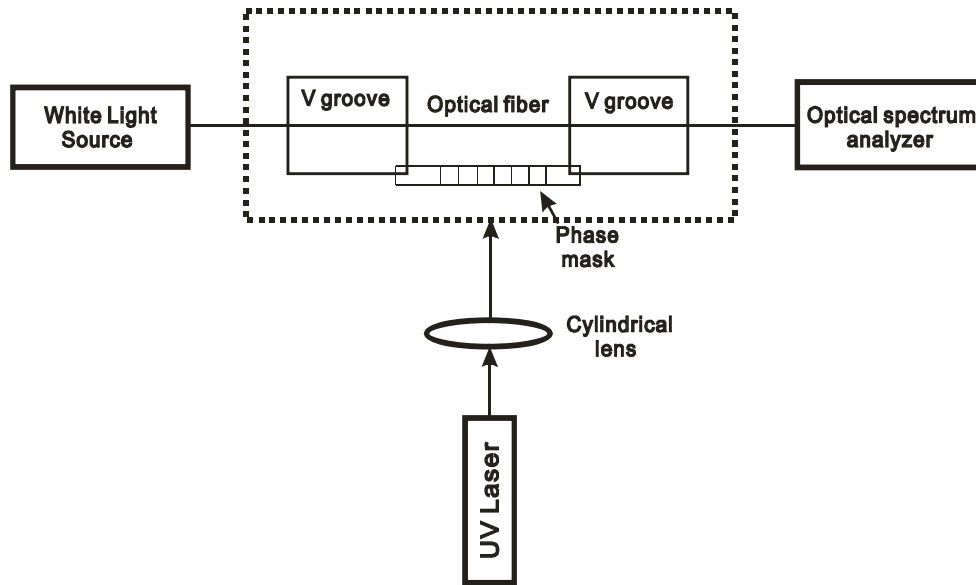 White Light
Source
V groove
Optical fiber
V groove
Optical spectrum
analyzer
Phase
mask
Cylindrical
lens
UV Laser